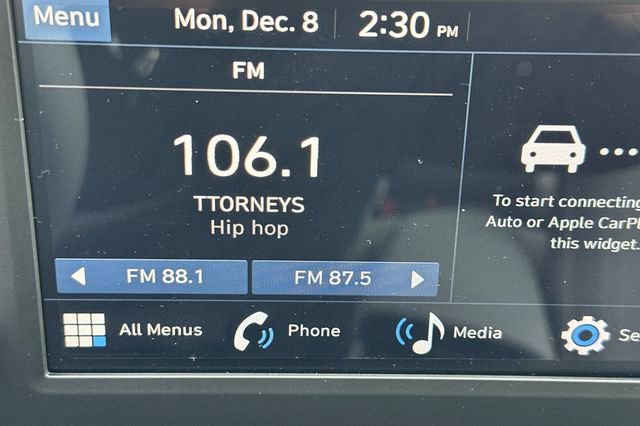 Menu
Mon, Dec. 8
2:30 PM
FM
106.1
TTORNEYS
Hip hop
FM 88.1
FM 87.5
To start connecting
Auto or Apple CarPl
this widget.
All Menus
Phone
Media
Se